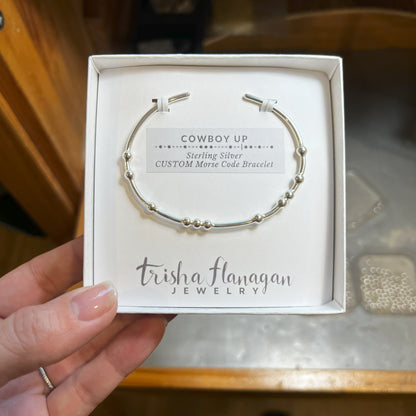 COWBOY UP
Sterling Silver
CUSTOM Morse Code Bracelet
trisha flanagan
JEWELRY